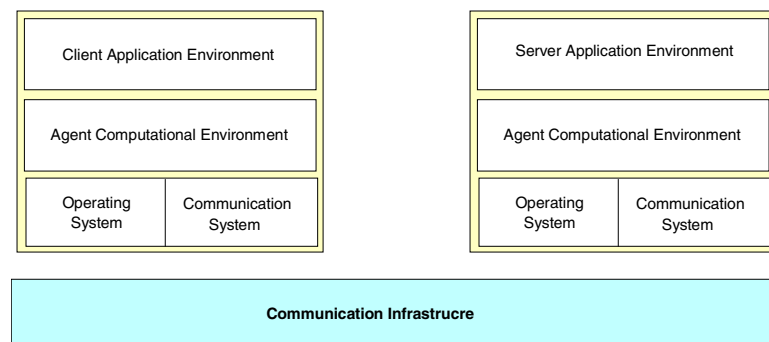 Client Application Environment
Agent Computational Environment
Operating
System
Communication
System
Server Application Environment
Agent Computational Environment
Operating
System
Communication
System
Communication Infrastrucre